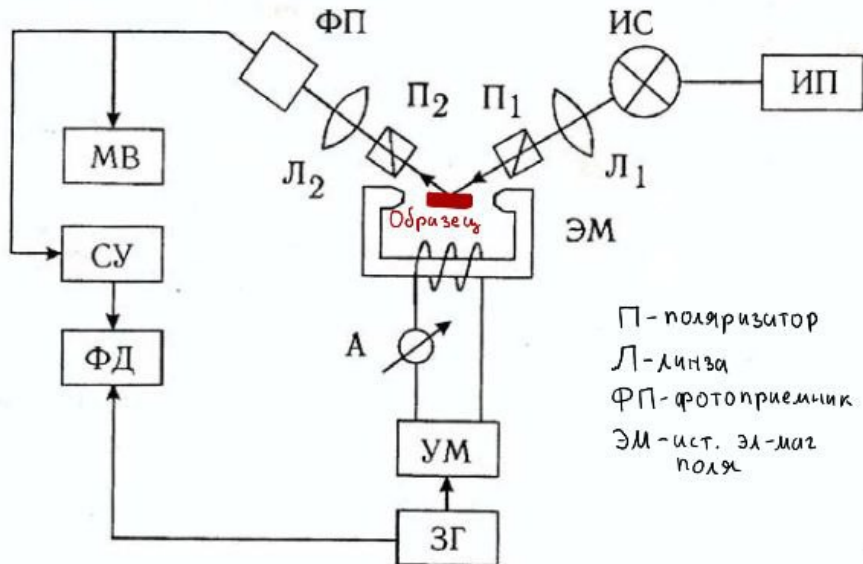 ФП
ИС
ИП
П₂
П₁
МВ
Л₂
Л₁
Образец
ЭМ
СУ
ФД
А
УМ
ЗГ
П - поляризатор
Л - линза
ФП - фотоприемник
ЭМ - ист. эл-маг
поля